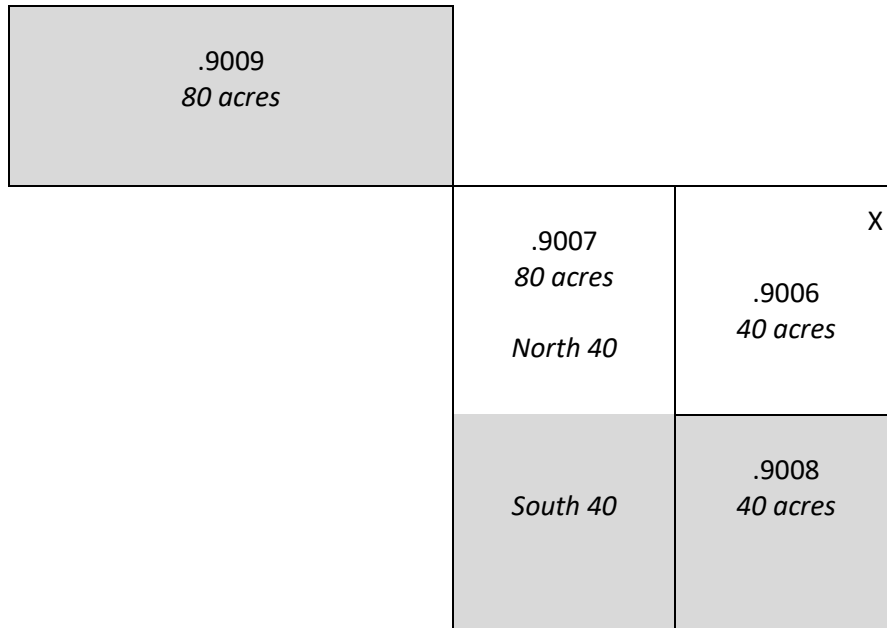 .9009
80 acres
X
.9007
80 acres
North 40
.9006
40 acres
South 40
.9008
40 acres